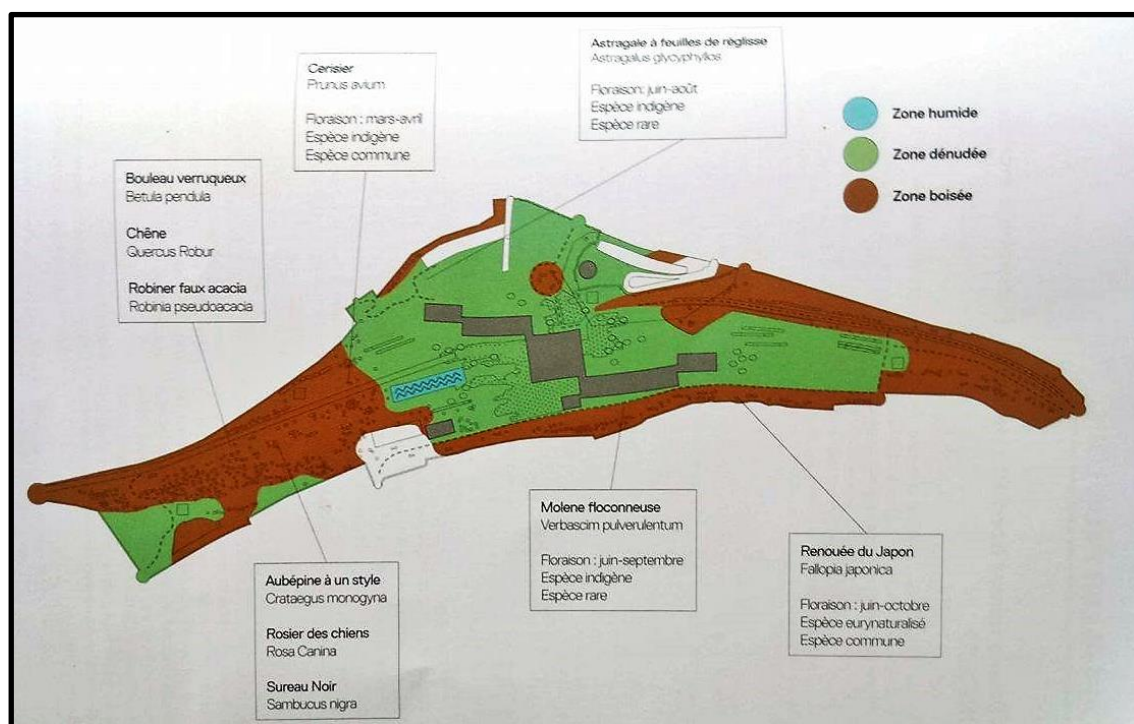 Astragale à feuilles de règlisse
Astragalus glycyphyllos
Floraison: juin-août
Espèce indigène
Espèce rare
Cerisier
Prunus avium
Floraison : mars-avril
Espèce indigène
Espèce commune
Zone humide
Zone dénudée
Zone boisée
Bouleau verruqueux
Betula pendula
Chêne
Quercus Robur
Robiner faux acacia
Robinia pseudoacacia
Aubépine à un style
Crataegus monogyna
Rosier des chiens
Rosa Canina
Sureau Noir
Sambucus nigra
Molene floconneuse
Verbascim pulverulentum
Floraison : juin-septembre
Espèce indigène
Espèce rare
Renouée du Japon
Fallopia japonica
Floraison : juin-octobre
Espèce eurynaturalisé
Espèce commune